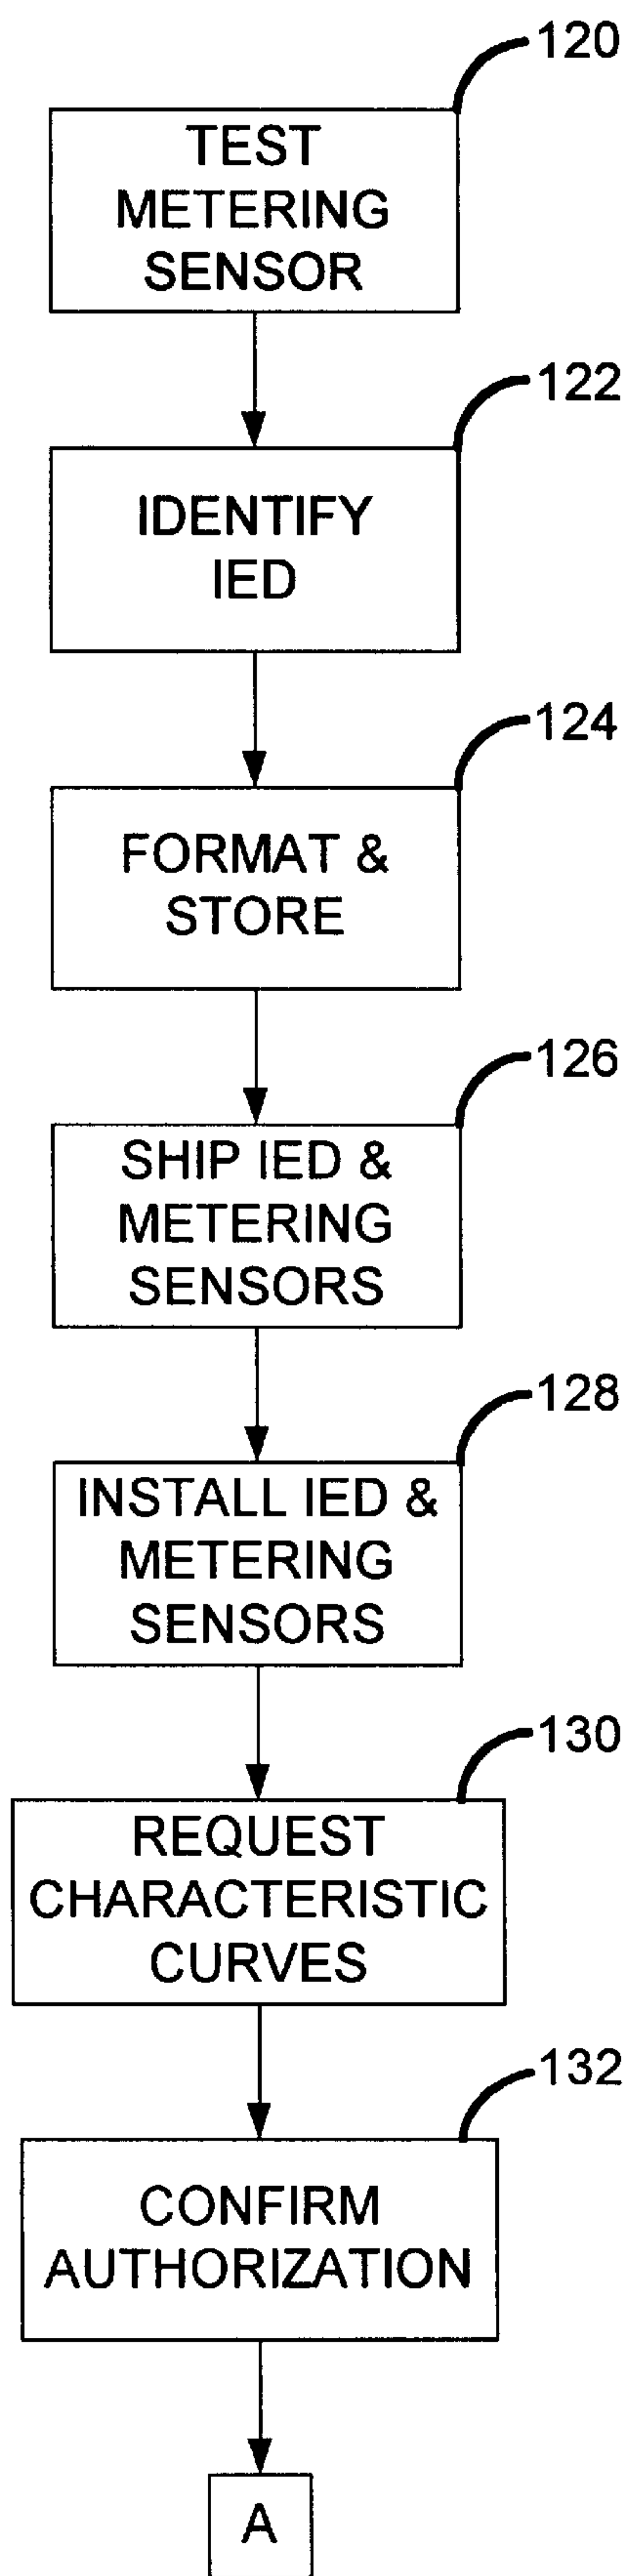 120
TEST
METERING
SENSOR
122
IDENTIFY
IED
124
FORMAT &
STORE
126
SHIP IED &
METERING
SENSORS
128
INSTALL IED &
METERING
SENSORS
130
REQUEST
CHARACTERISTIC
CURVES
132
CONFIRM
AUTHORIZATION
A